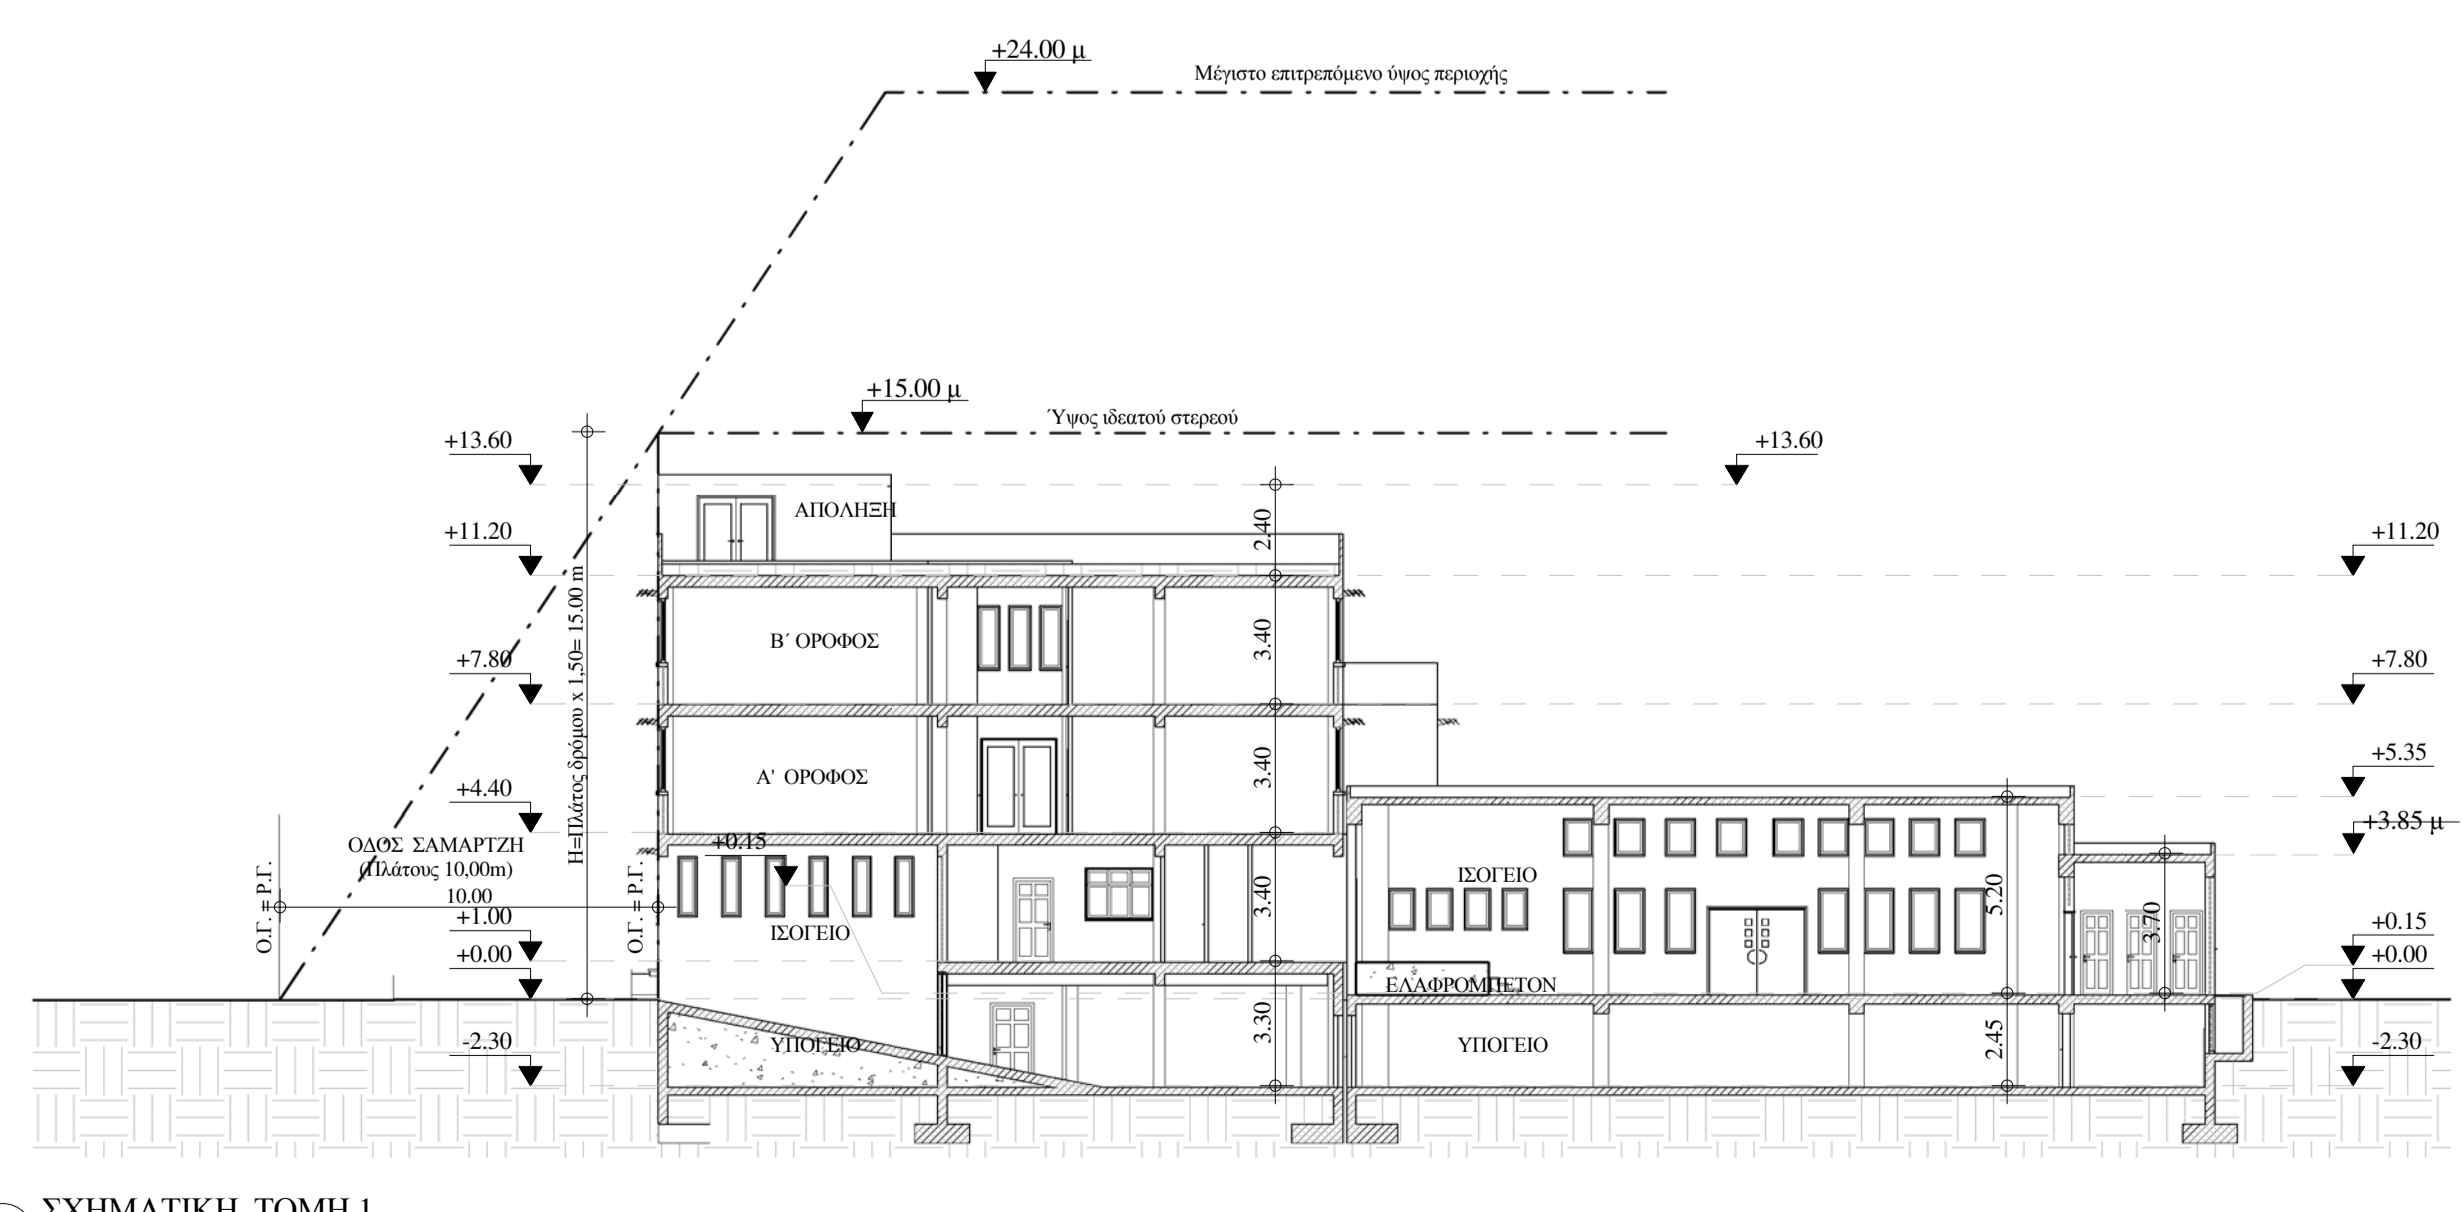 +24.00 μ
Μέγιστο επιτρεπόμενο ύψος περιοχής
+15.00 μ
Ύψος ιδεατού στερεού
+13.60
+13.60
ΑΠΟΛΗΞΗ
2.40
+11.20
+11.20
Η=Πλάτος δρόμου x 1,50= 15.00 m
Β΄ ΟΡΟΦΟΣ
3.40
+7.80
+7.80
Α' ΟΡΟΦΟΣ
3.40
+5.35
+4.40
+3.85 μ
+0.15
ΟΔΟΣ ΣΑΜΑΡΤΖΗ
(Πλάτους 10,00m)
10.00
Ο.Γ. = Ρ.Γ.
Ο.Γ. = Ρ.Γ.
ΙΣΟΓΕΙΟ
3.40
ΙΣΟΓΕΙΟ
5.20
3.70
+1.00
+0.15
+0.00
+0.00
ΕΛΑΦΡΟΜΠΕΤΟΝ
-2.30
ΥΠΟΓΕΙΟ
3.30
ΥΠΟΓΕΙΟ
2.45
-2.30
ΣΧΗΜΑΤΙΚΗ ΤΟΜΗ 1